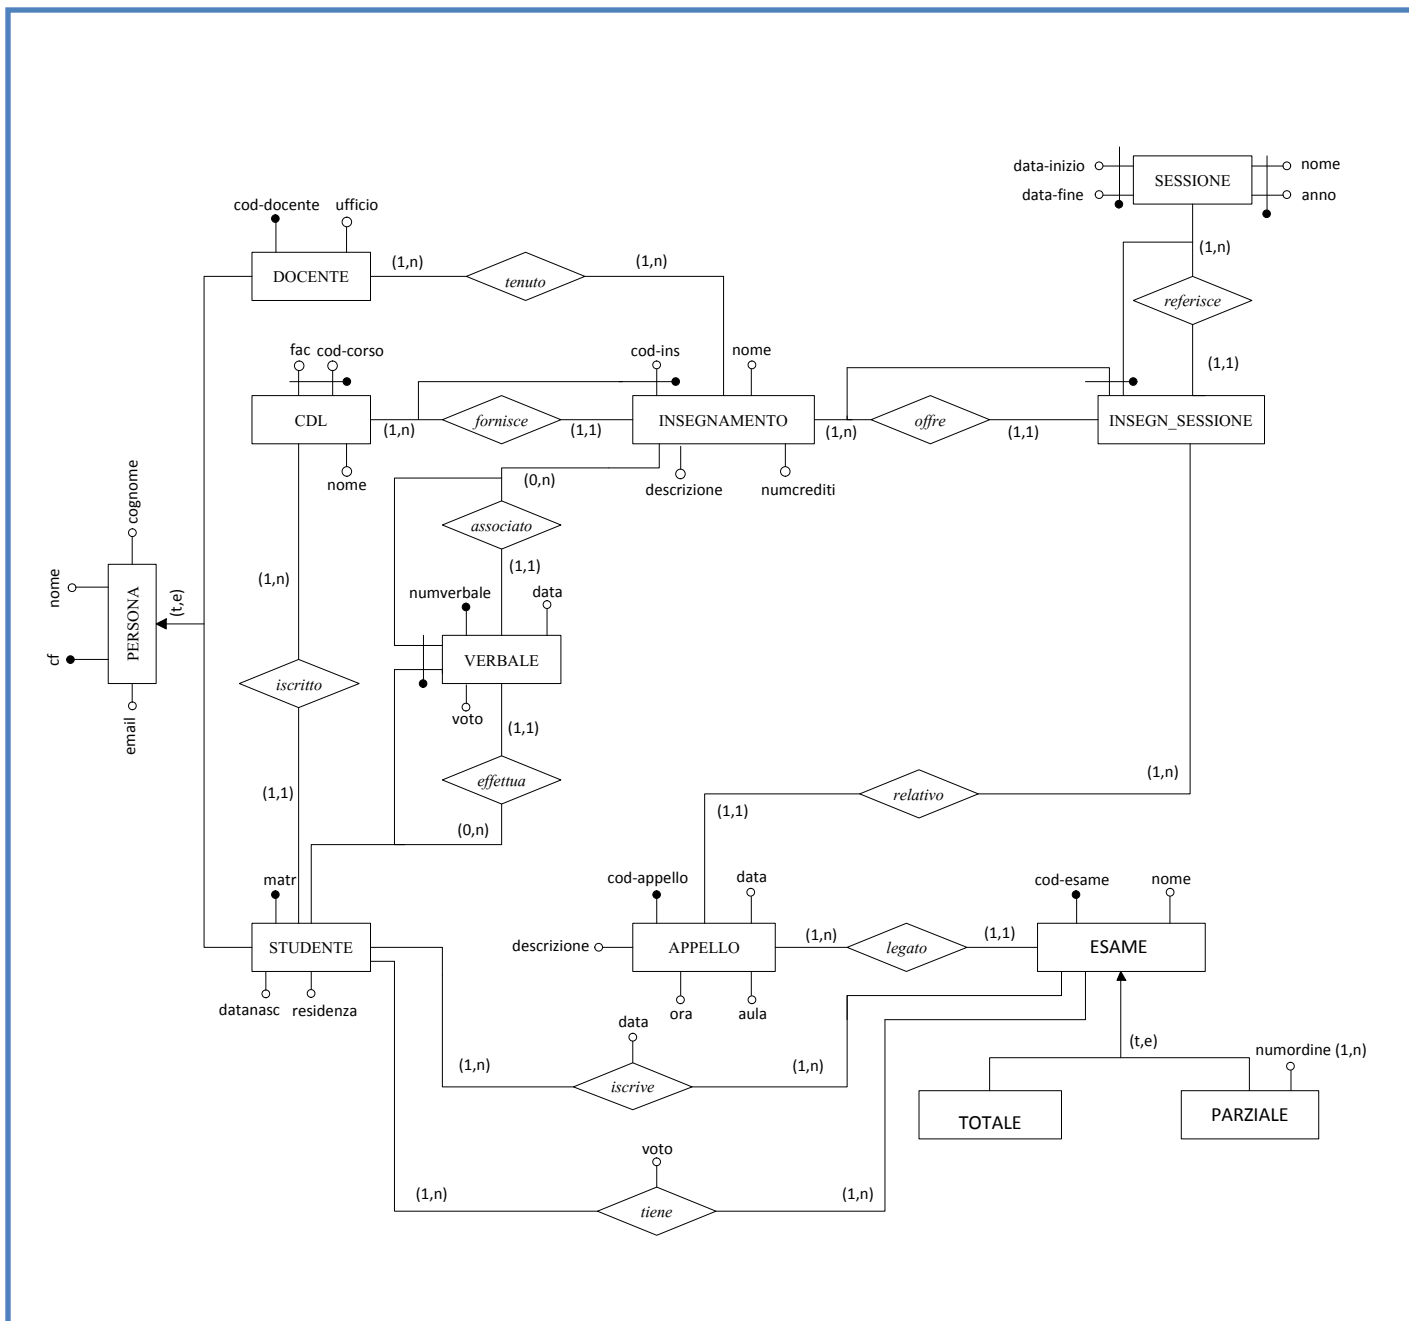 data-inizio
SESSIONE
nome
data-fine
anno
cod-docente
ufficio
(1,n)
DOCENTE
(1,n)
tenuto
(1,n)
referisce
fac
cod-corso
cod-ins
nome
(1,1)
CDL
(1,n)
fornisce
(1,1)
INSEGNAMENTO
(1,n)
offre
(1,1)
INSEGN_SESSIONE
nome
(0,n)
descrizione
numcrediti
cognome
associato
(1,n)
(1,1)
nome
numverbale
data
PERSONA
(t,e)
cf
VERBALE
iscritto
email
voto
(1,1)
effettua
(1,1)
relativo
(1,n)
(1,1)
(0,n)
matr
cod-appello
data
cod-esame
nome
STUDENTE
descrizione
APPELLO
(1,n)
legato
(1,1)
ESAME
datanasc
residenza
ora
aula
data
(t,e)
numordine (1,n)
(1,n)
iscrive
(1,n)
TOTALE
PARZIALE
voto
(1,n)
tiene
(1,n)